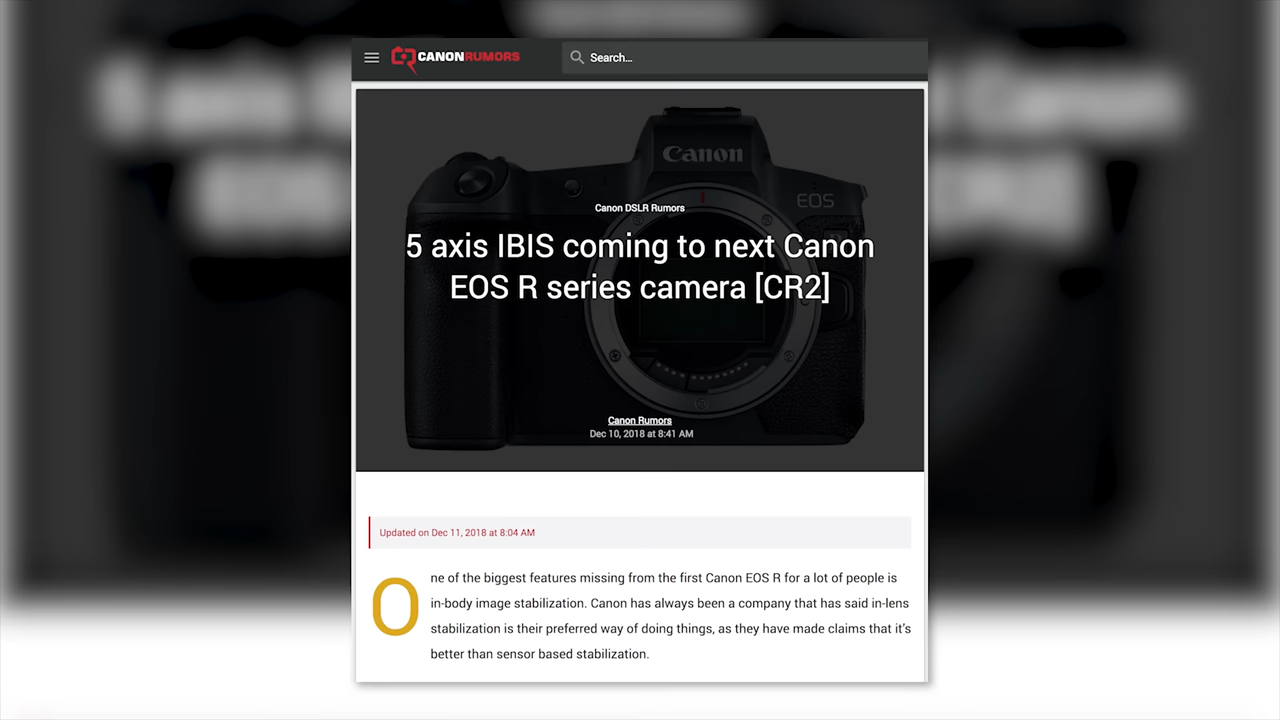 CANONRUMORS
Search...
Canon
EOS
Canon DSLR Rumors
5 axis IBIS coming to next Canon
EOS R series camera [CR2]
Canon Rumors
Dec 10, 2018 at 8:41 AM
Updated on Dec 11, 2018 at 8:04 AM
One of the biggest features missing from the first Canon EOS R for a lot of people is
in-body image stabilization. Canon has always been a company that has said in-lens
stabilization is their preferred way of doing things, as they have made claims that it's
better than sensor based stabilization.